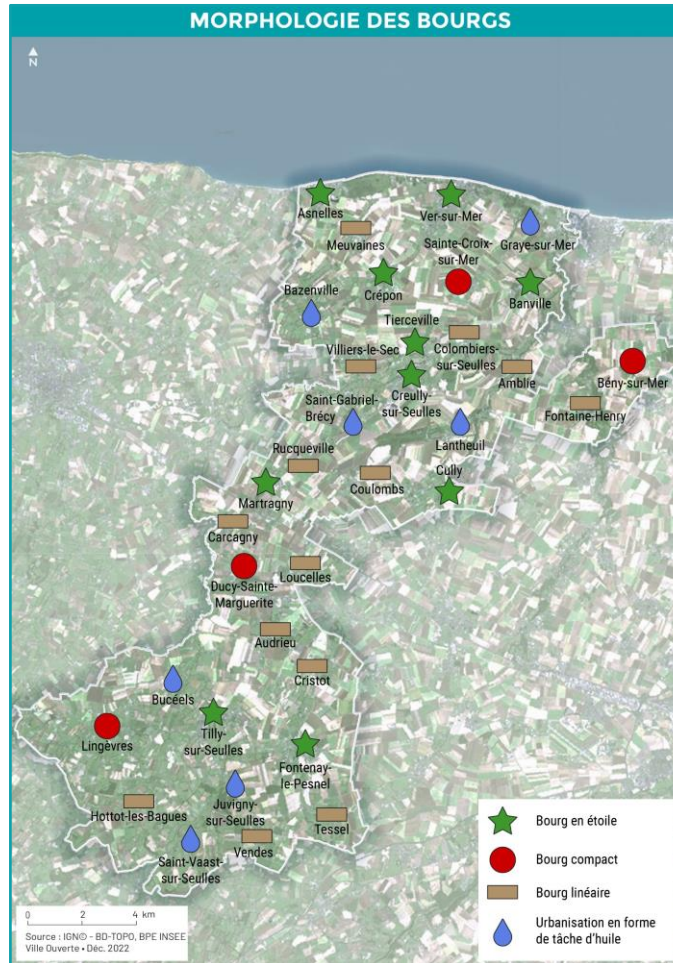 MORPHOLOGIE DES BOURGS
N
Asnelles
Ver-sur-Mer
Meuvaines
Graye-sur-Mer
Sainte-Croix-
sur-Mer
Bazenville
Crépon
Banville
Tierceville
Villiers-le-Sec
Colombiers-
sur-Seulles
Amblie
Bény-sur-Mer
Creully-
sur-Seulles
Saint-Gabriel-
Brécy
Fontaine-Henry
Lantheuil
Rucqueville
Coulombs
Cully
Martragny
Carcagny
Ducy-Sainte-
Marguerite
Loucelles
Audrieu
Cristot
Bucéels
Lingèvres
Tilly-
sur-Seulles
Fontenay-
le-Pesnel
Hottot-les-Bagues
Juvigny-
sur-Seulles
Tessel
Vendes
Saint-Vaast-
sur-Seulles
Bourg en étoile
Bourg compact
Bourg linéaire
Urbanisation en forme
de tâche d'huile
0 2 4 km
Source : IGN© - BD-TOPO, BPE INSEE
Ville Ouverte • Déc. 2022